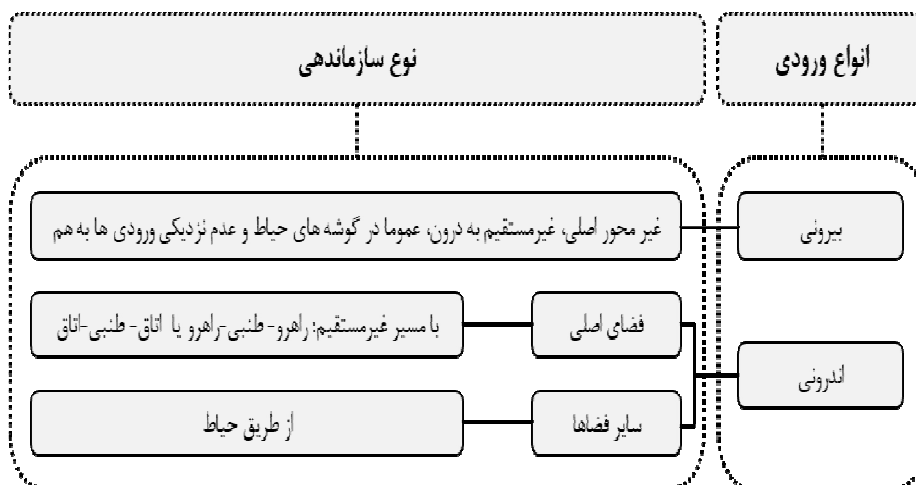 انواع ورودی
نوع سازماندهی
بیرونی
غیر محور اصلی، غیرمستقیم به درون، عموما در گوشه های حیاط و عدم نزدیکی ورودی ها به هم
اندرونی
فضای اصلی
با مسیر غیرمستقیم: راهرو- طنبی-راهرو یا اتاق- طنبی-اتاق
سایر فضاها
از طریق حیاط